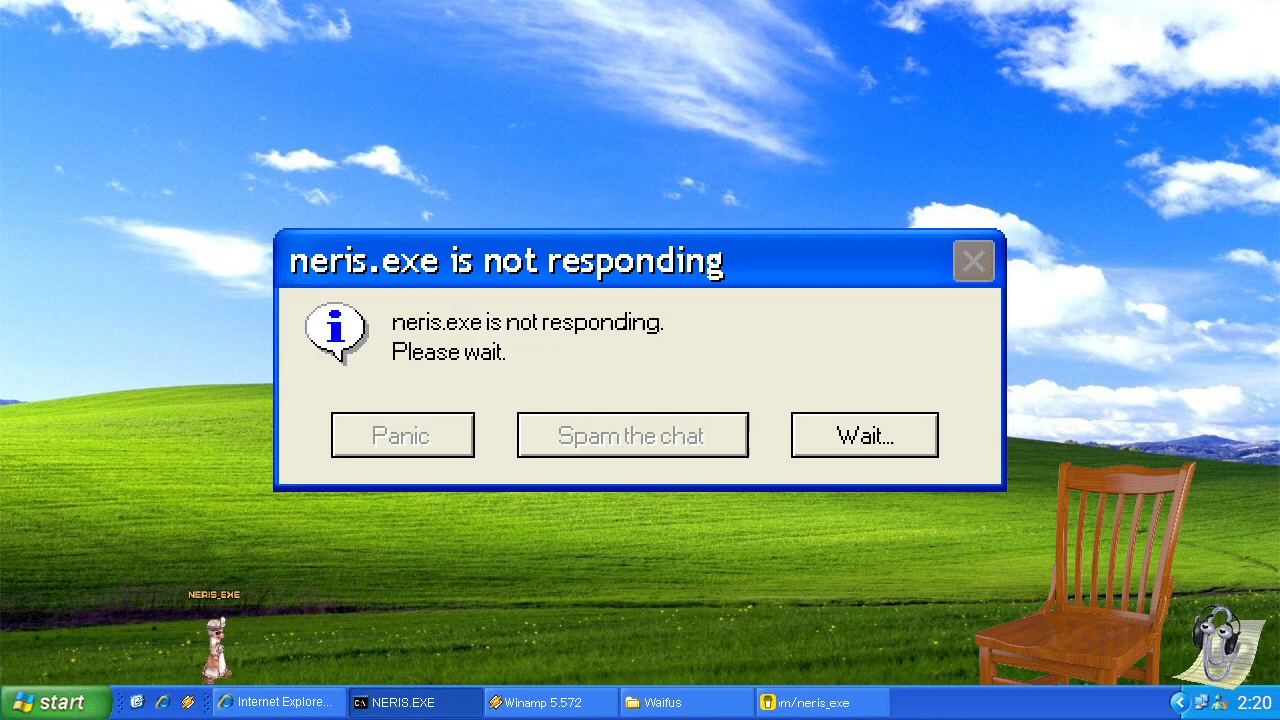 neris.exe is not responding
neris.exe is not responding.
Please wait.
Panic
Spam the chat
Wait...
NERIS_EXE
start
Internet Explore...
NERIS.EXE
Winamp 5.572
Waifus
ım/neris_exe
2:20